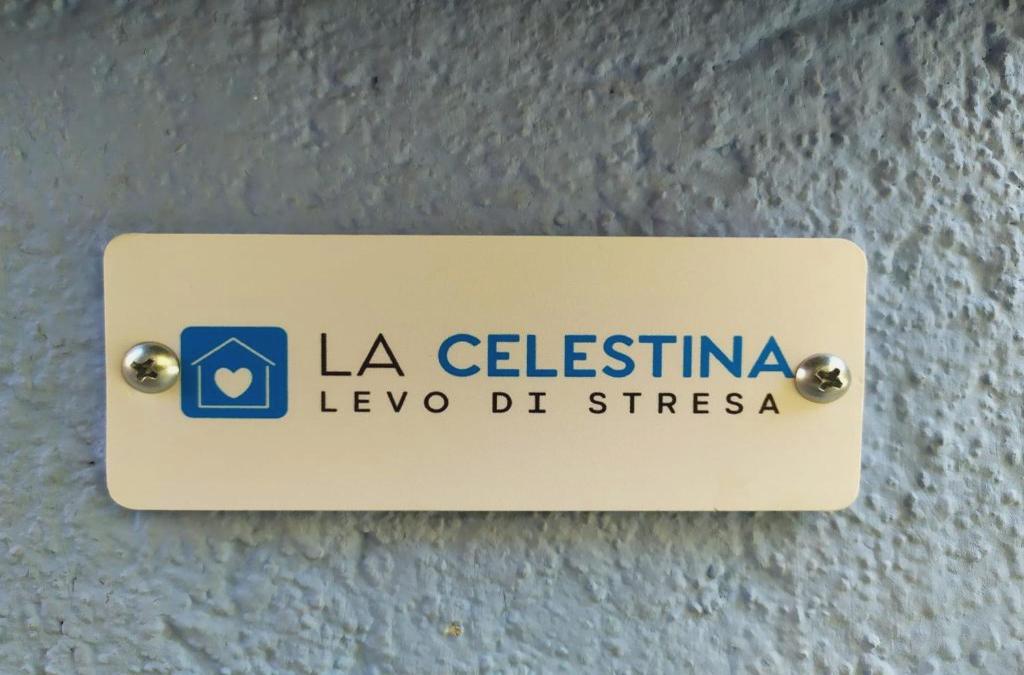 LA CELESTINA
LEVO DI STRESA